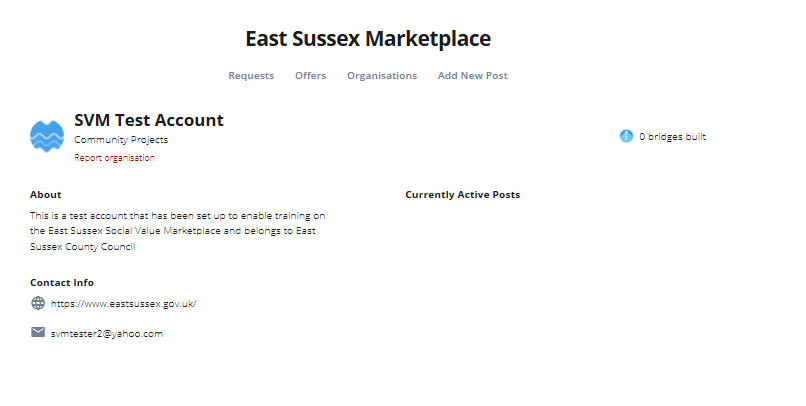 East Sussex Marketplace
Requests Offers Organisations Add New Post
SVM Test Account
Community Projects
Report organisation
0 bridges built
About
This is a test account that has been set up to enable training on
the East Sussex Social Value Marketplace and belongs to East
Sussex County Council
Contact Info
https://www.eastsussex.gov.uk/
svmtester2@yahoo.com
Currently Active Posts